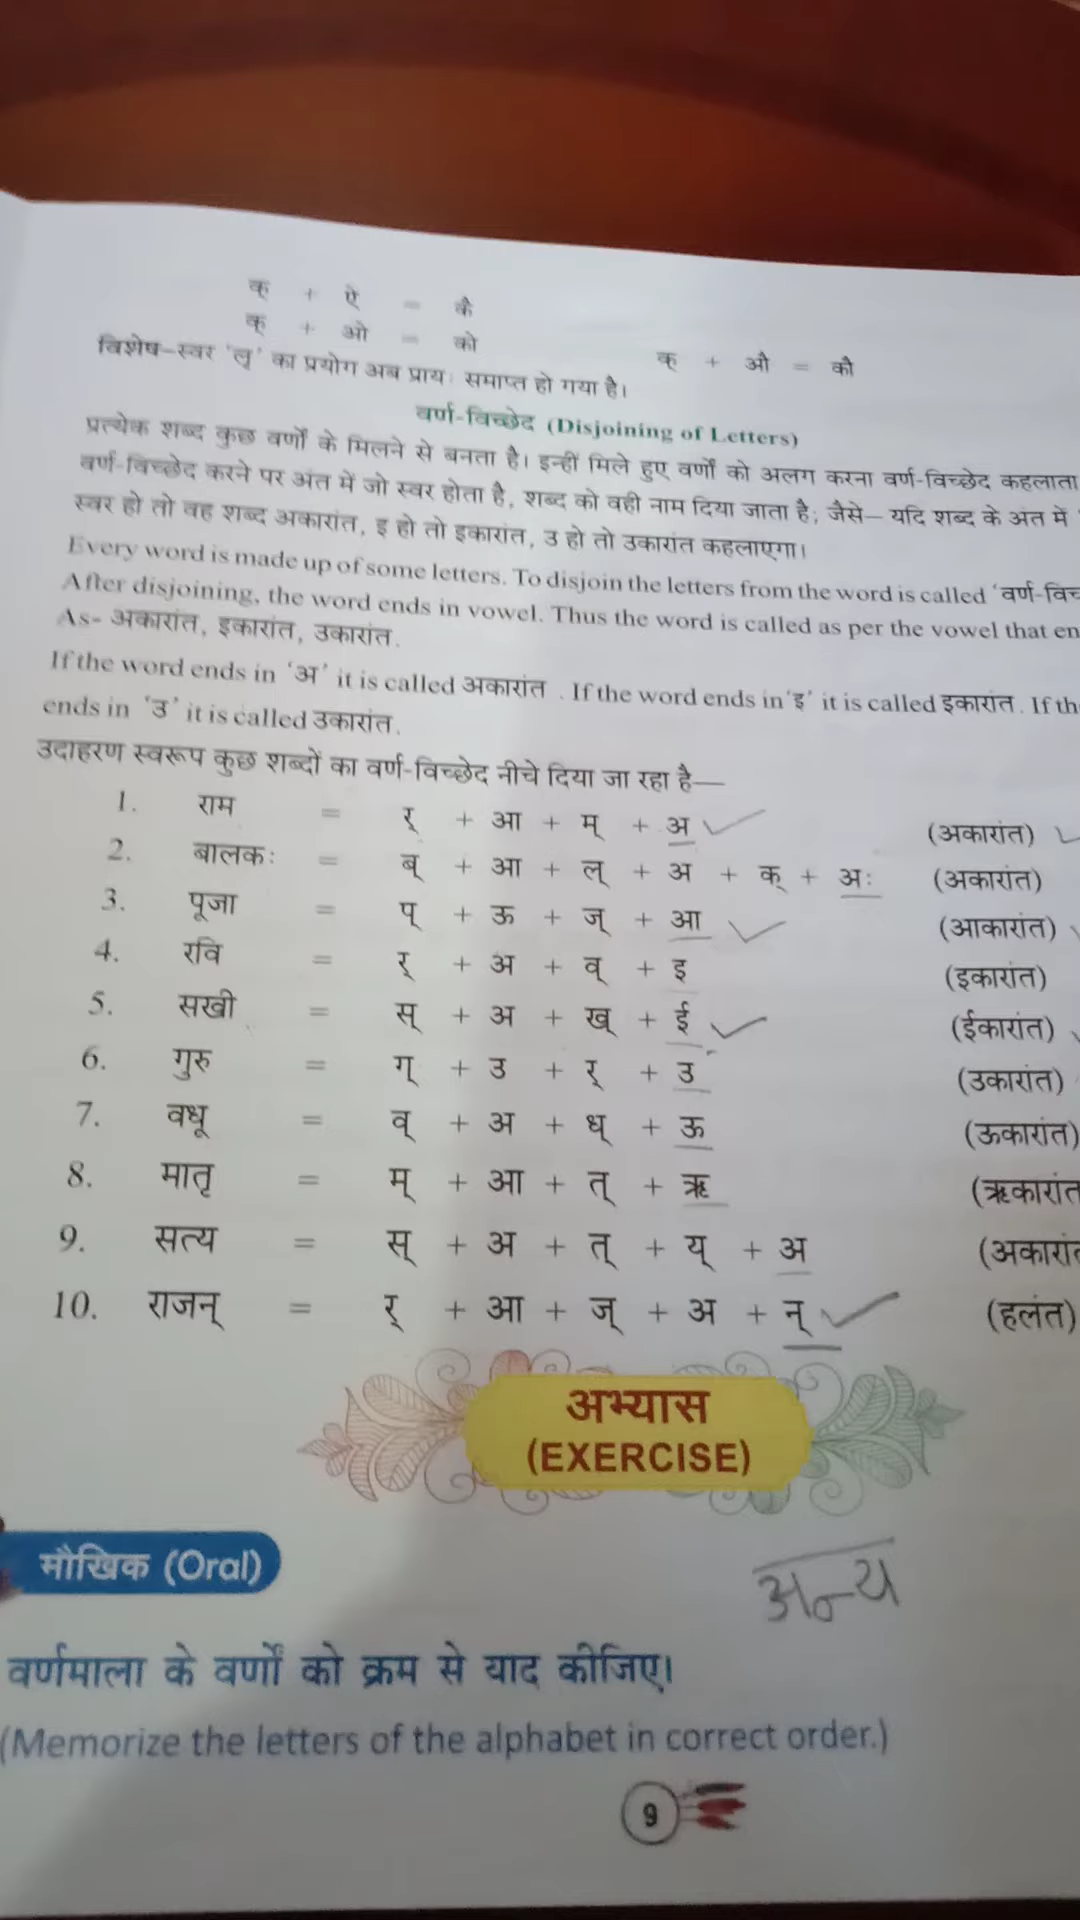 क् + ऐ = कै
क् + ओ = को क् + औ = कौ
विशेष–स्वर 'लृ' का प्रयोग अब प्रायः समाप्त हो गया है।
वर्ण-विच्छेद (Disjoining of Letters)
प्रत्येक शब्द कुछ वर्णों के मिलने से बनता है। इन्हीं मिले हुए वर्णों को अलग करना वर्ण-विच्छेद कहलाता
वर्ण-विच्छेद करने पर अंत में जो स्वर होता है, शब्द को वही नाम दिया जाता है; जैसे– यदि शब्द के अंत में
स्वर हो तो वह शब्द अकारांत, इ हो तो इकारांत, उ हो तो उकारांत कहलाएगा।
Every word is made up of some letters. To disjoin the letters from the word is called 'वर्ण-विच
After disjoining, the word ends in vowel. Thus the word is called as per the vowel that en
As- अकारांत, इकारांत, उकारांत.
If the word ends in 'अ' it is called अकारांत . If the word ends in 'इ' it is called इकारांत. If th
ends in 'उ' it is called उकारांत.
उदाहरण स्वरूप कुछ शब्दों का वर्ण-विच्छेद नीचे दिया जा रहा है—
1. राम = र् + आ + म् + अ (अकारांत)
2. बालकः = ब् + आ + ल् + अ + क् + अः (अकारांत)
3. पूजा = प् + ऊ + ज् + आ (आकारांत)
4. रवि = र् + अ + व् + इ (इकारांत)
5. सखी = स् + अ + ख् + ई (ईकारांत)
6. गुरु = ग् + उ + र् + उ (उकारांत)
7. वधू = व् + अ + ध् + ऊ (ऊकारांत)
8. मातृ = म् + आ + त् + ऋ (ऋकारांत
9. सत्य = स् + अ + त् + य् + अ (अकारांत
10. राजन् = र् + आ + ज् + अ + न् (हलंत)
अभ्यास
(EXERCISE)
मौखिक (Oral)
अन्य
वर्णमाला के वर्णों को क्रम से याद कीजिए।
(Memorize the letters of the alphabet in correct order.)
9